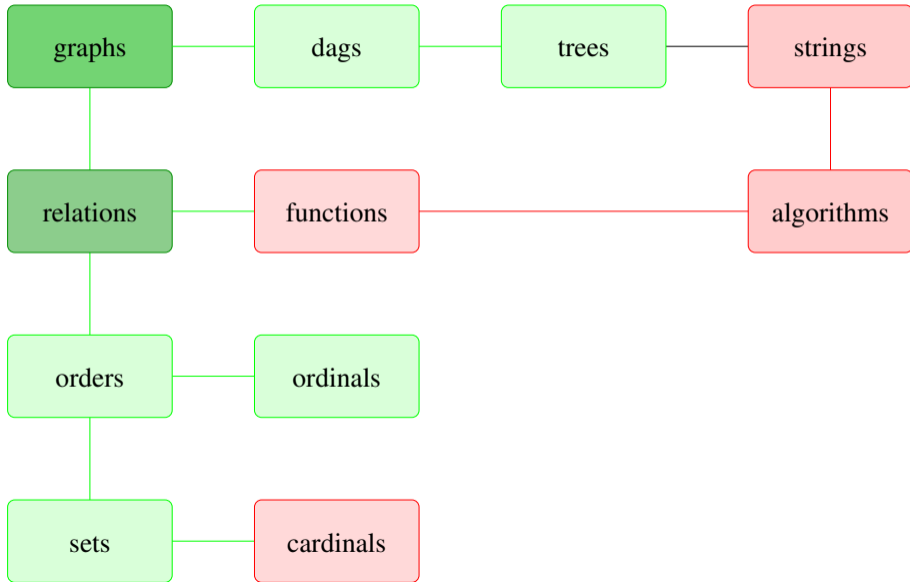 graphs
dags
trees
strings
relations
functions
algorithms
orders
ordinals
sets
cardinals